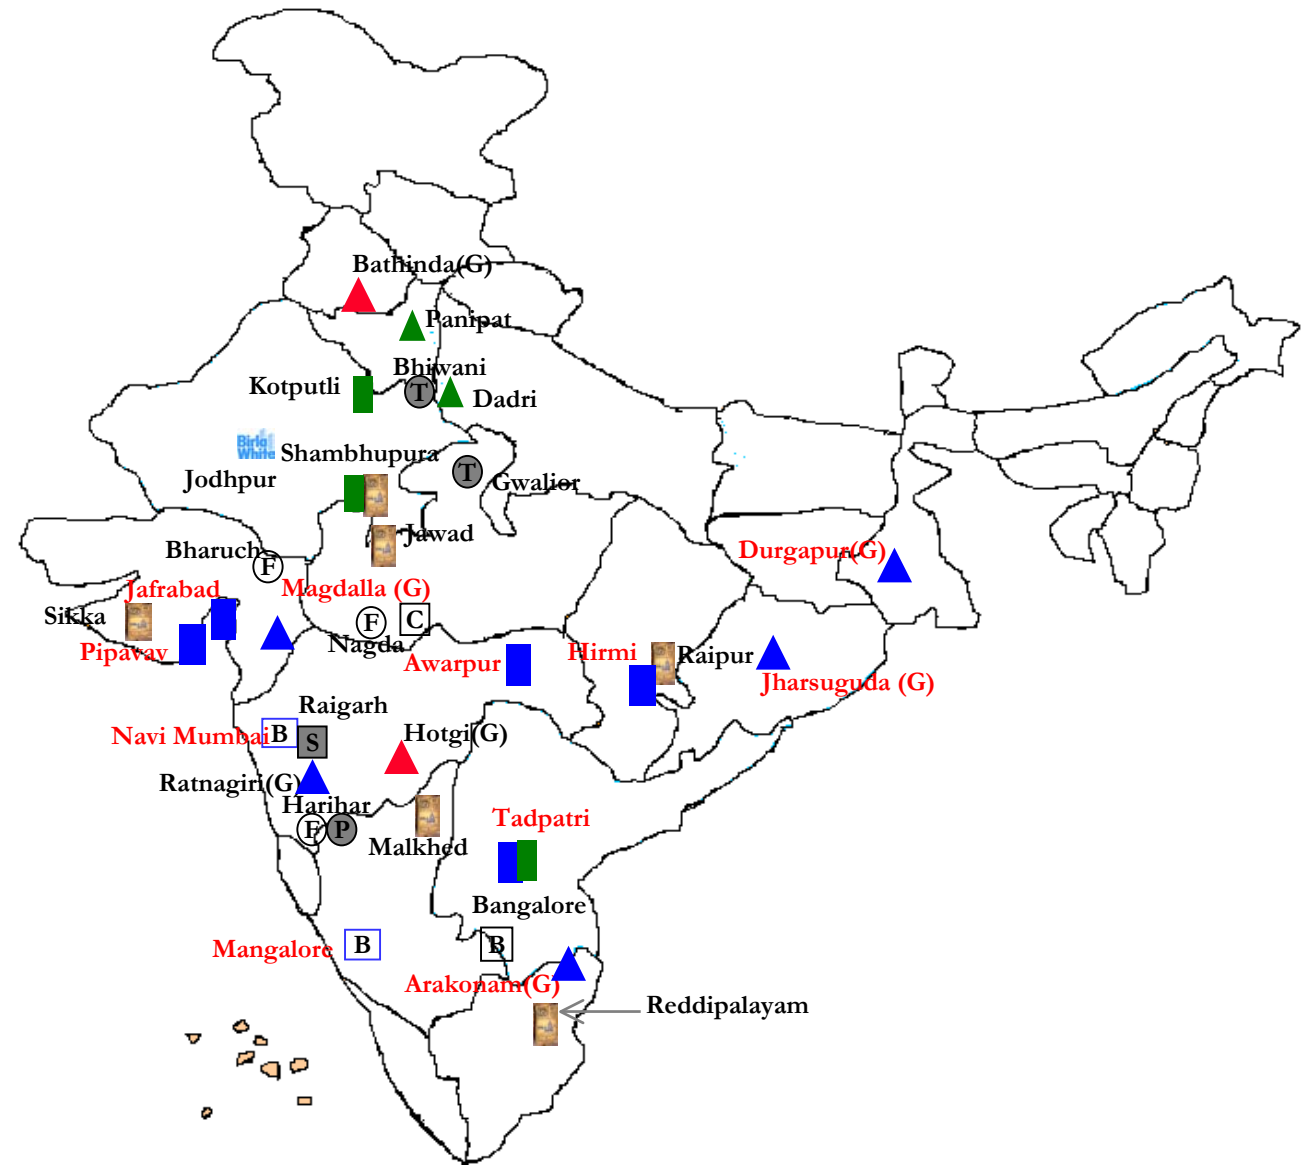 Bathinda(G)
Panipat
Bhiwani
Kotputli
T
Dadri
Birla
White
Shambhupura
Jodhpur
T
Gwalior
Jawad
Bharuch
F
Durgapur(G)
Jafrabad
Magdalla (G)
Sikka
F
C
Nagda
Pipavav
Awarpur
Hirmi
Raipur
Jharsuguda (G)
Raigarh
Navi Mumbai
B
S
Hotgi(G)
Ratnagiri(G)
Harihar
F
P
Malkhed
Tadpatri
Bangalore
Mangalore
B
B
Arakonam(G)
Reddipalayam